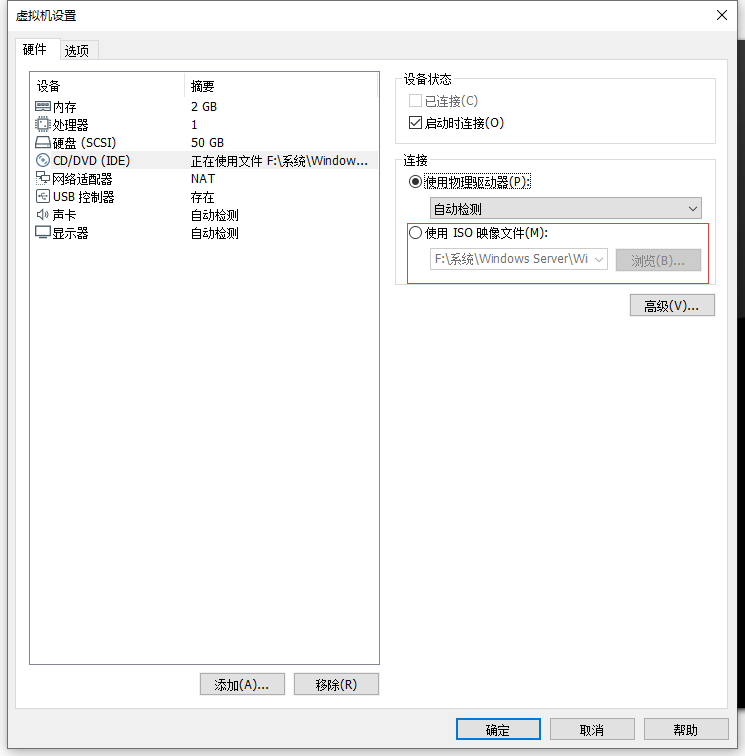 虚拟机设置
硬件 选项
设备 摘要
内存 2 GB
处理器 1
硬盘 (SCSI) 50 GB
CD/DVD (IDE) 正在使用文件 F:\系统\Window...
网络适配器 NAT
USB 控制器 存在
声卡 自动检测
显示器 自动检测
添加(A)... 移除(R)
设备状态
已连接(C)
启动时连接(O)
连接
使用物理驱动器(P):
自动检测
使用 ISO 映像文件(M):
F:\系统\Windows Server\Wi 浏览(B)...
高级(V)...
确定 取消 帮助